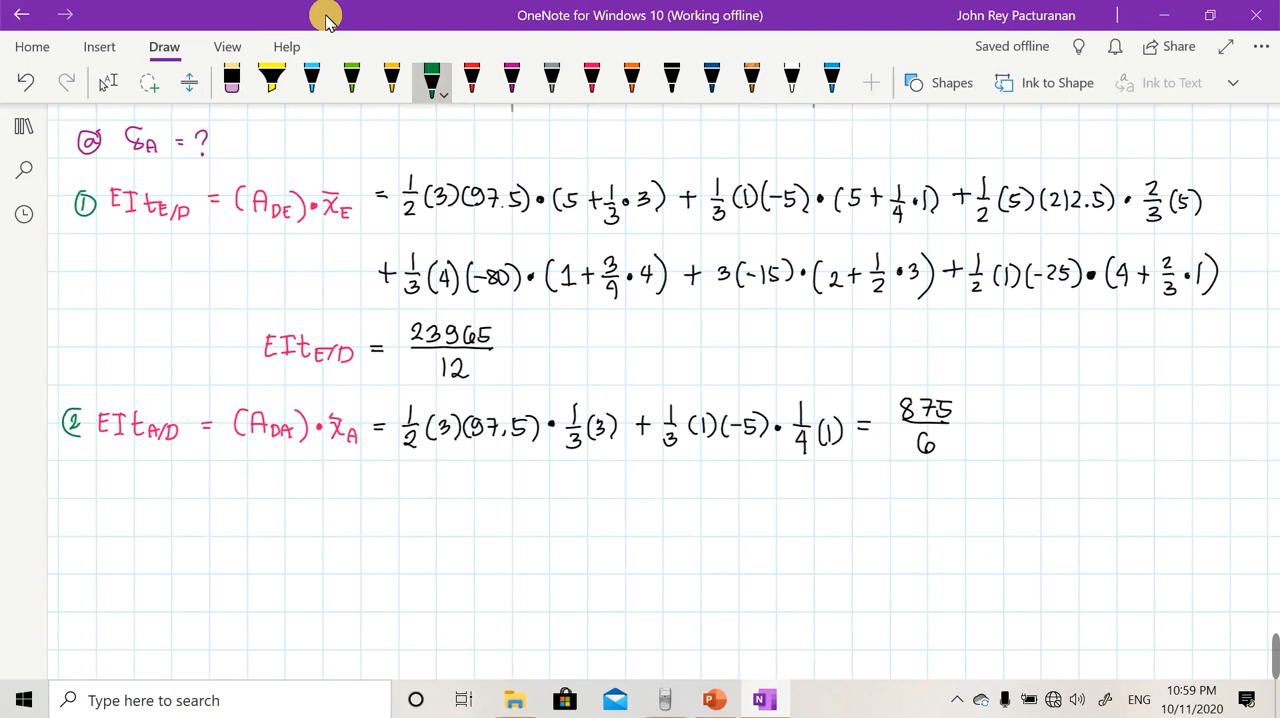 OneNote for Windows 10 (Working offline)
John Rey Pacturanan
Home Insert Draw View Help
Saved offline
Share
Shapes
Ink to Shape
Ink to Text
ⓐ δA = ?
① EIt E/D = (A DE)·x̄E = 1/2 (3)(97.5)•(5 + 1/3·3) + 1/3 (1)(-5)·(5 + 1/4·1) + 1/2 (5)(212.5)· 2/3 (5)
+ 1/3 (4)(-80)·(1 + 3/4·4) + 3(-15)·(2 + 1/2·3) + 1/2 (1)(-25)•(4 + 2/3·1)
EIt E/D = 23965/12
② EIt A/D = (A DA)·x̄A = 1/2 (3)(97.5)· 1/3 (3) + 1/3 (1)(-5)· 1/4 (1) = 875/6
Type here to search
ENG
10:59 PM
10/11/2020